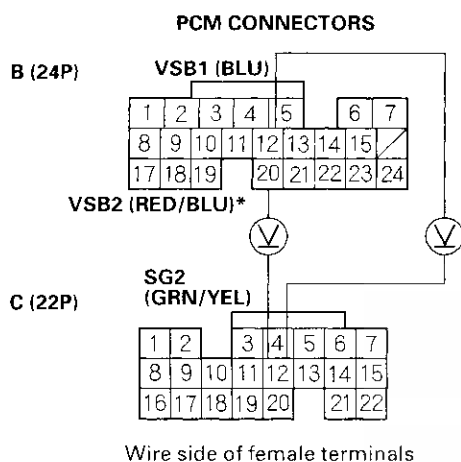 PCM CONNECTORS
B (24P)
VSB1 (BLU)
1 2 3 4 5 6 7
8 9 10 11 12 13 14 15
17 18 19 20 21 22 23 24
VSB2 (RED/BLU)*
V V
SG2
(GRN/YEL)
C (22P)
1 2 3 4 5 6 7
8 9 10 11 12 13 14 15
16 17 18 19 20 21 22
Wire side of female terminals